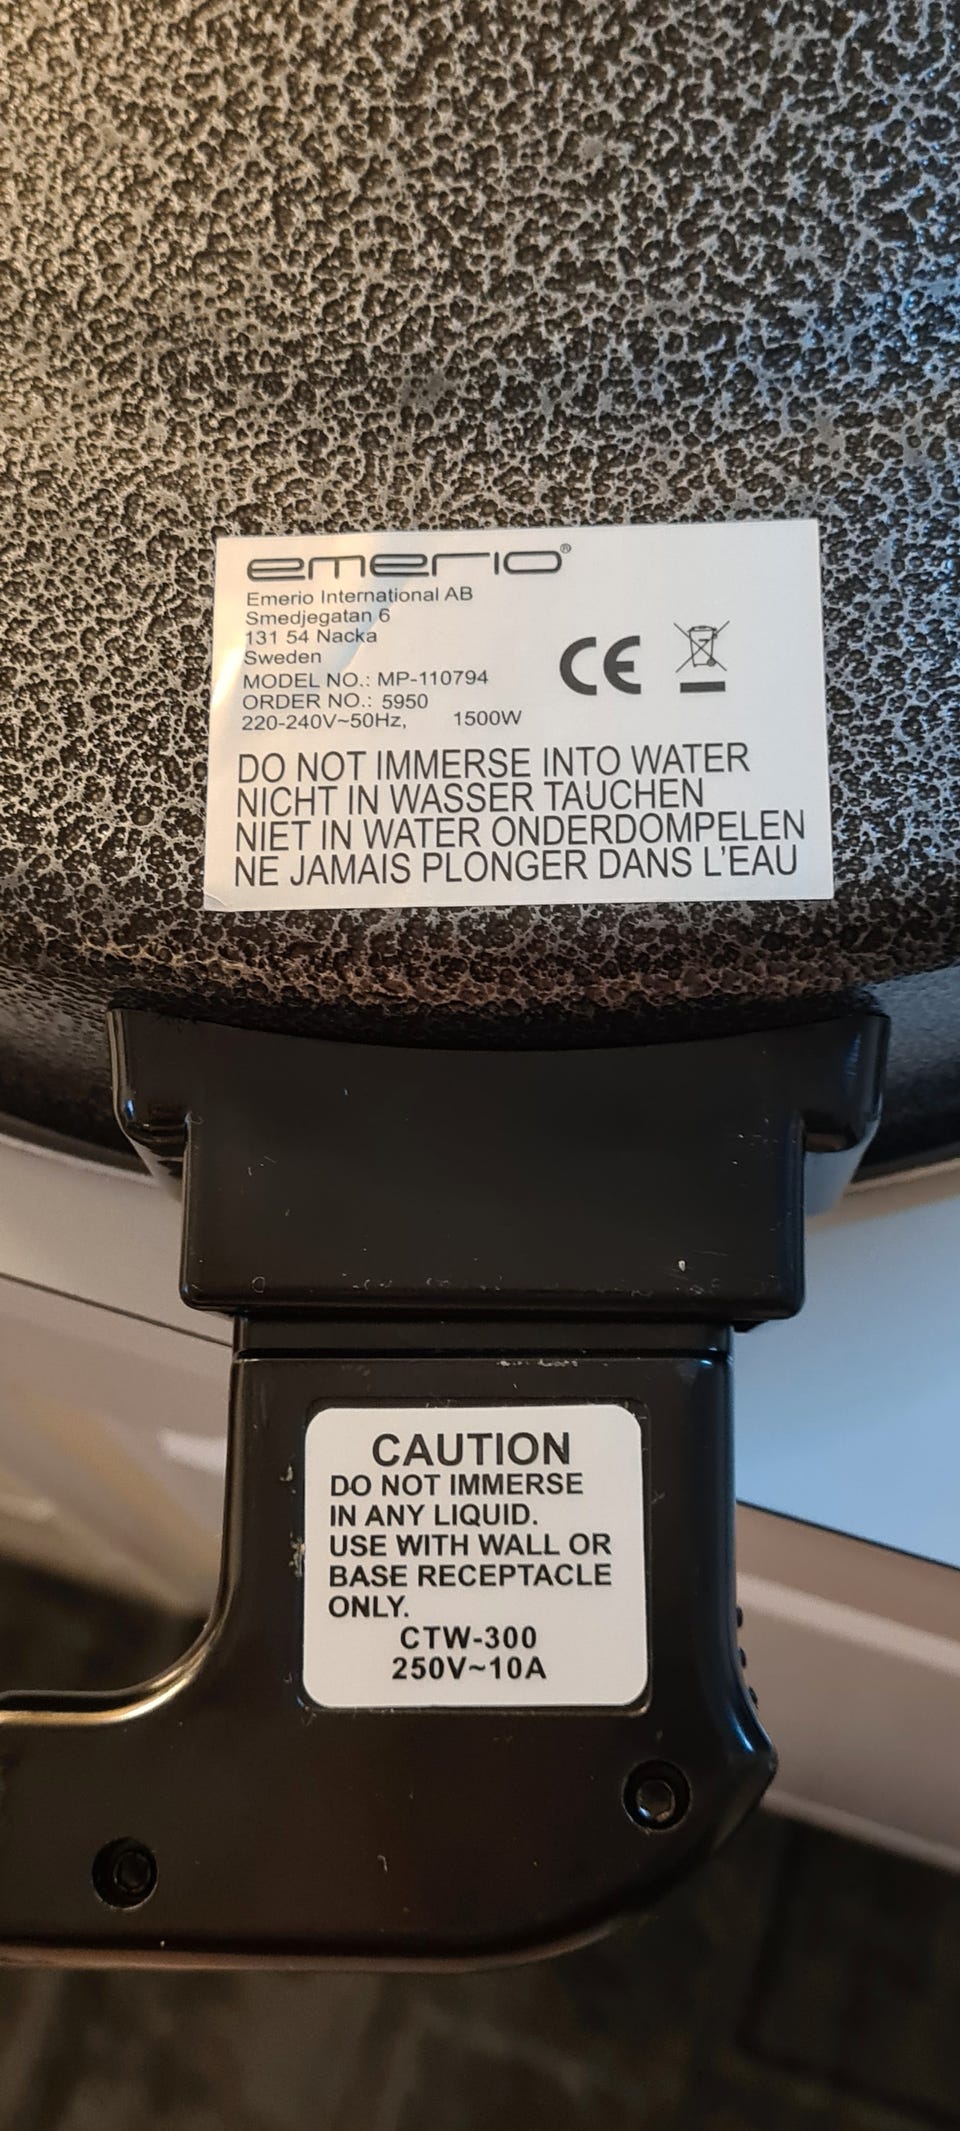 emerio®
Emerio International AB
Smedjegatan 6
131 54 Nacka
Sweden
MODEL NO.: MP-110794
ORDER NO.: 5950
220-240V~50Hz, 1500W
CE
DO NOT IMMERSE INTO WATER
NICHT IN WASSER TAUCHEN
NIET IN WATER ONDERDOMPELEN
NE JAMAIS PLONGER DANS L'EAU
CAUTION
DO NOT IMMERSE
IN ANY LIQUID.
USE WITH WALL OR
BASE RECEPTACLE
ONLY.
CTW-300
250V~10A